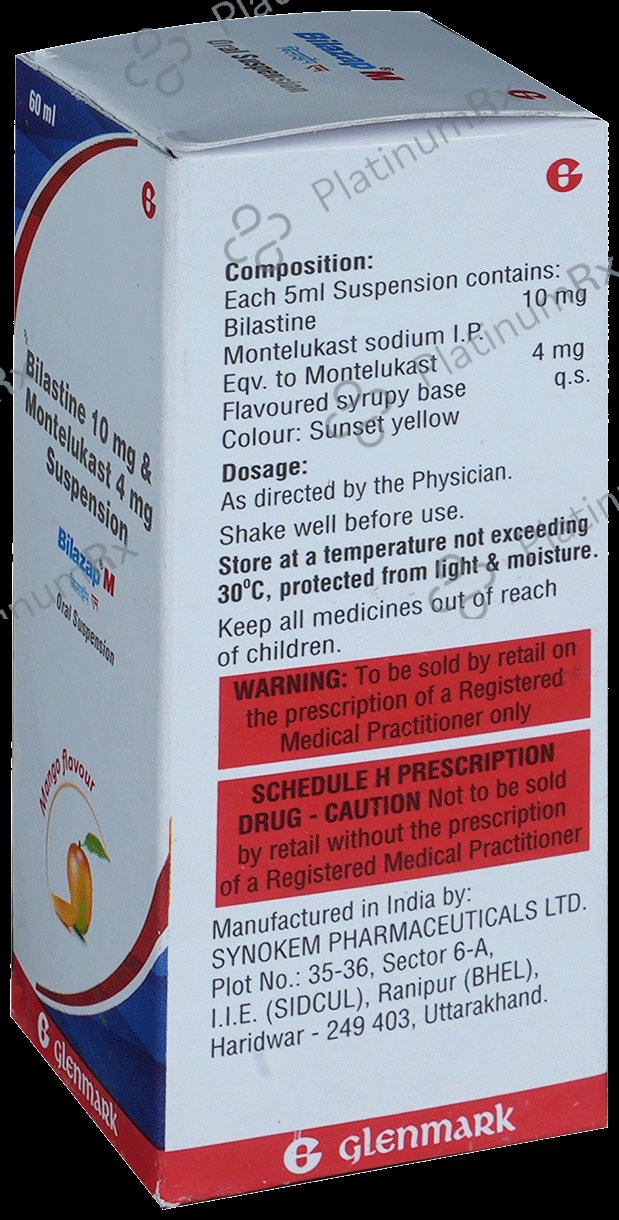 Bilazap® M
बिलाज़ैप एम
Oral Suspension
60 ml
Bilastine 10 mg &
Montelukast 4 mg
Suspension
Bilazap® M
बिलाज़ैप एम
Oral Suspension
Mango flavour
GLENMARK
Composition:
Each 5ml Suspension contains:
Bilastine 10 mg
Montelukast sodium I.P.
Eqv. to Montelukast 4 mg
Flavoured syrupy base q.s.
Colour: Sunset yellow
Dosage:
As directed by the Physician.
Shake well before use.
Store at a temperature not exceeding
30°C, protected from light & moisture.
Keep all medicines out of reach
of children.
WARNING: To be sold by retail on
the prescription of a Registered
Medical Practitioner only
SCHEDULE H PRESCRIPTION
DRUG - CAUTION Not to be sold
by retail without the prescription
of a Registered Medical Practitioner
Manufactured in India by:
SYNOKEM PHARMACEUTICALS LTD.
Plot No.: 35-36, Sector 6-A,
I.I.E. (SIDCUL), Ranipur (BHEL),
Haridwar - 249 403, Uttarakhand.
GLENMARK
PlatinumRx
PlatinumRx
PlatinumRx
PlatinumRx